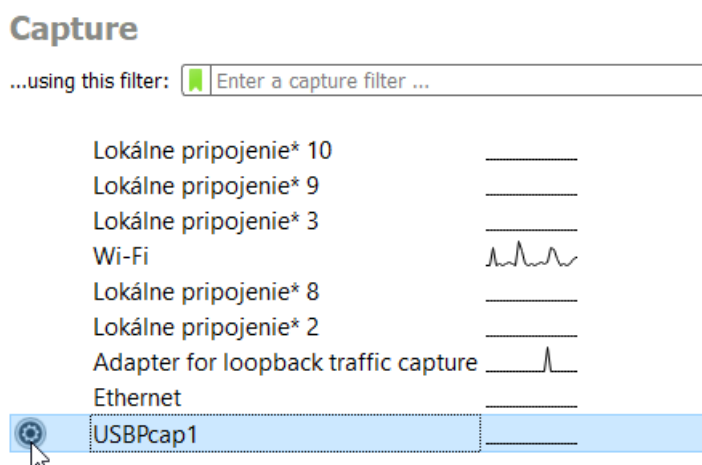 Capture
...using this filter: Enter a capture filter ...
Lokálne pripojenie* 10
Lokálne pripojenie* 9
Lokálne pripojenie* 3
Wi-Fi
Lokálne pripojenie* 8
Lokálne pripojenie* 2
Adapter for loopback traffic capture
Ethernet
USBPcap1